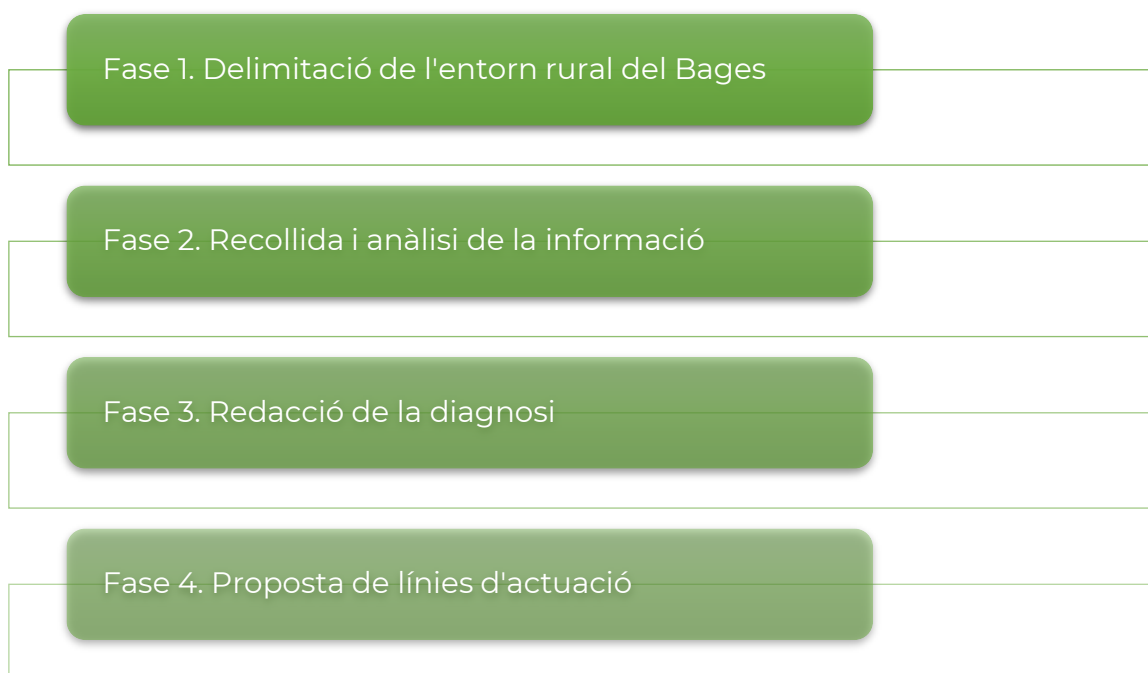 Fase 1. Delimitació de l'entorn rural del Bages
Fase 2. Recollida i anàlisi de la informació
Fase 3. Redacció de la diagnosi
Fase 4. Proposta de línies d'actuació